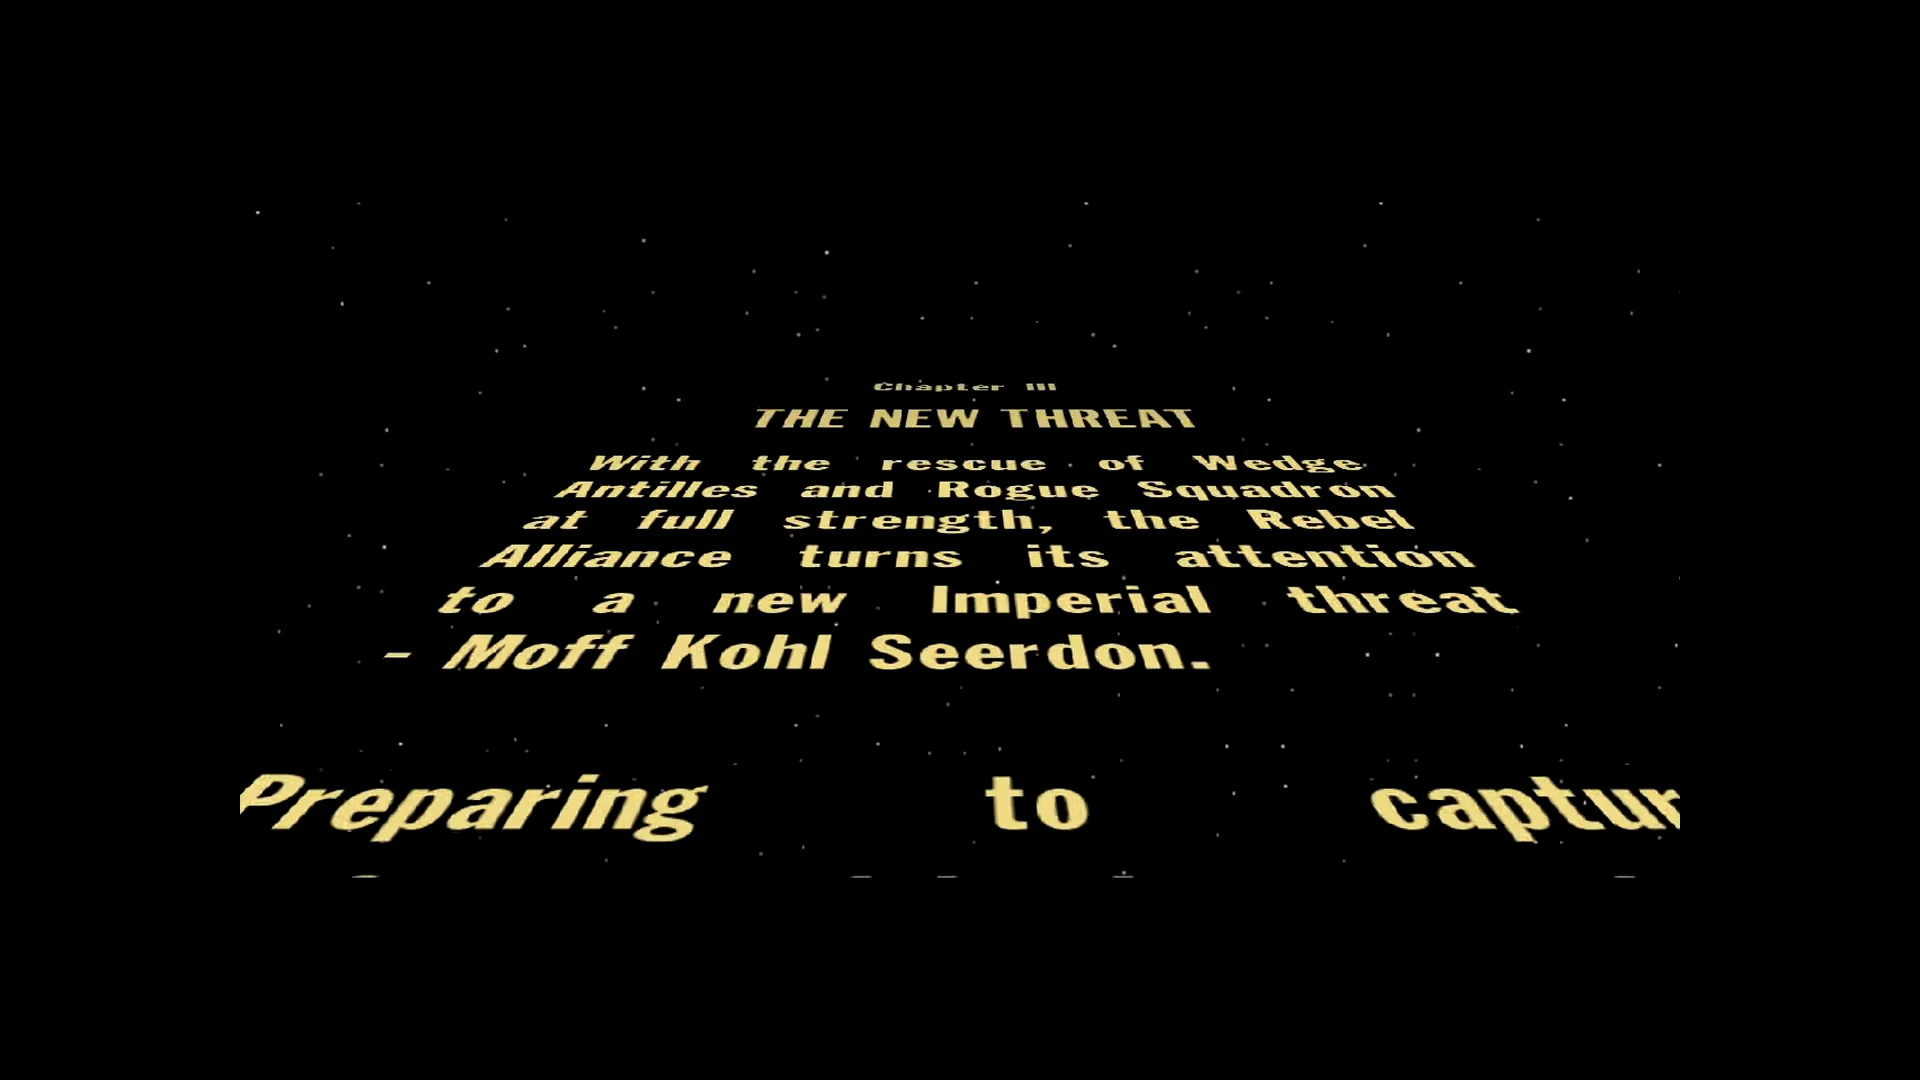 Chapter III
THE NEW THREAT
With the rescue of Wedge
Antilles and Rogue Squadron
at full strength, the Rebel
Alliance turns its attention
to a new Imperial threat
- Moff Kohl Seerdon.
Preparing to captur